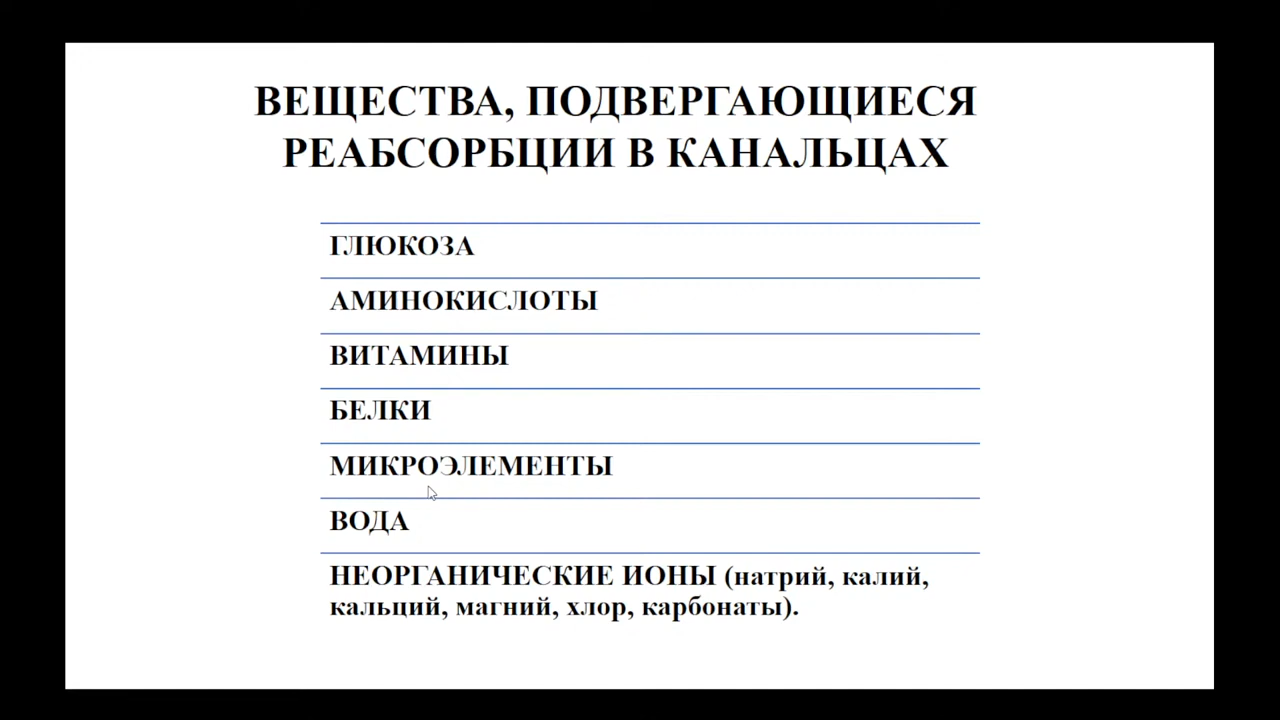 ВЕЩЕСТВА, ПОДВЕРГАЮЩИЕСЯ
РЕАБСОРБЦИИ В КАНАЛЬЦАХ
ГЛЮКОЗА
АМИНОКИСЛОТЫ
ВИТАМИНЫ
БЕЛКИ
МИКРОЭЛЕМЕНТЫ
ВОДА
НЕОРГАНИЧЕСКИЕ ИОНЫ (натрий, калий,
кальций, магний, хлор, карбонаты).